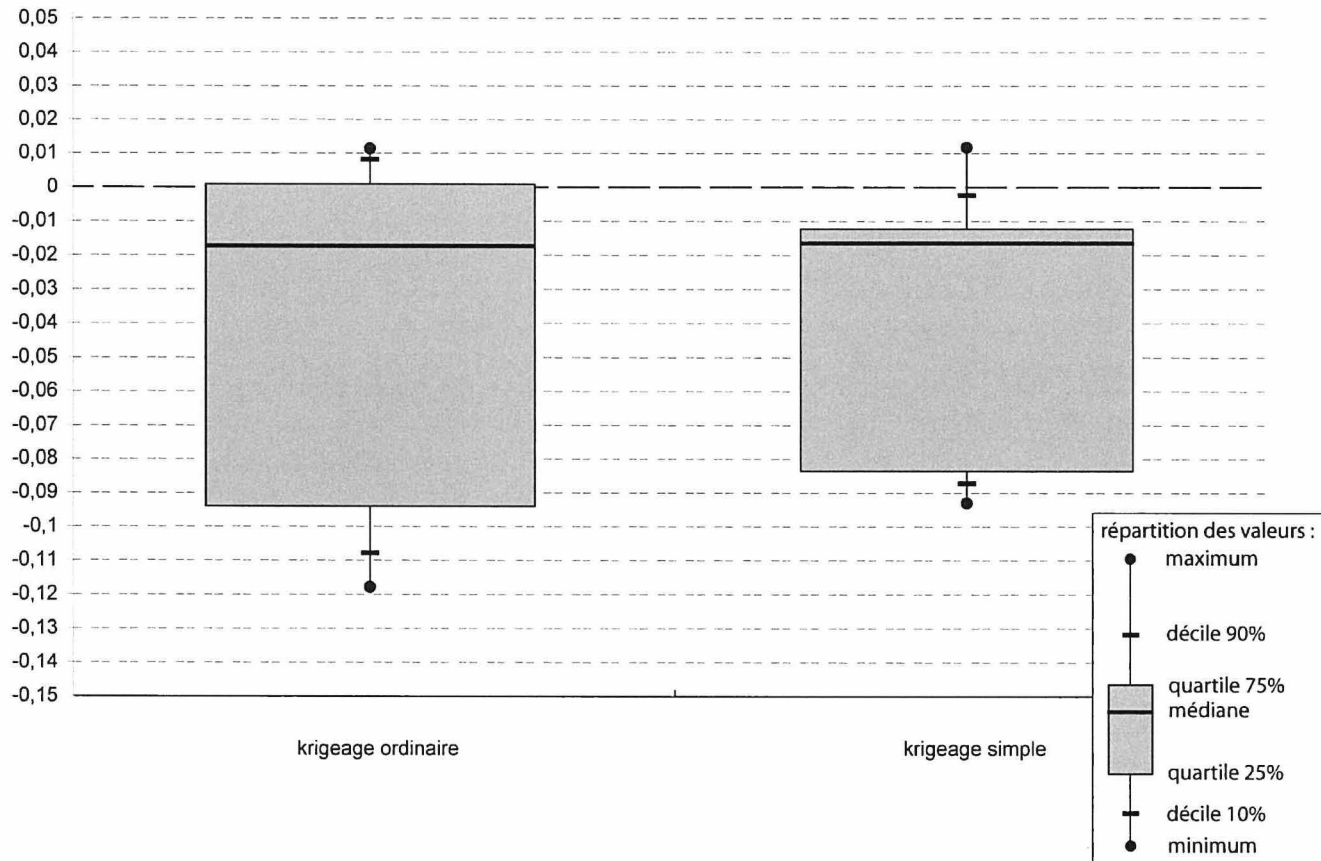 0,05
0,04
0,03
0,02
0,01
0
-0,01
-0,02
-0,03
-0,04
-0,05
-0,06
-0,07
-0,08
-0,09
-0,1
-0,11
-0,12
-0,13
-0,14
-0,15
krigeage ordinaire
krigeage simple
répartition des valeurs :
maximum
décile 90%
quartile 75%
médiane
quartile 25%
décile 10%
minimum